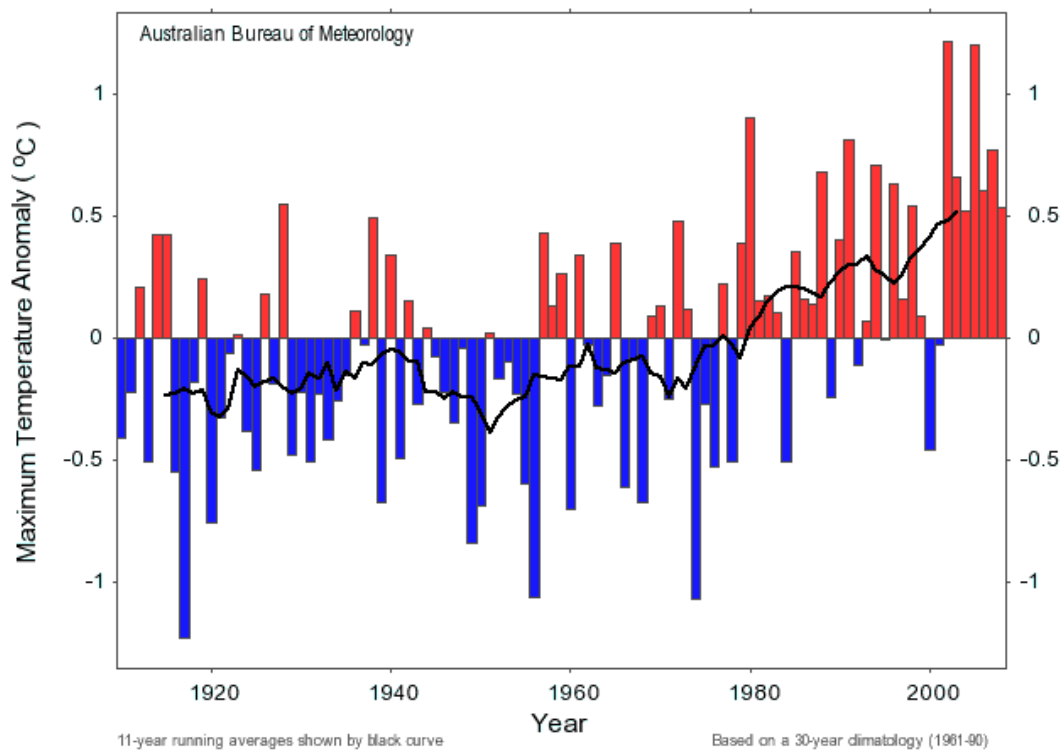 Australian Bureau of Meteorology
Maximum Temperature Anomaly ( ºC )
1 1
0.5 0.5
0 0
-0.5 -0.5
-1 -1
1920 1940 1960 1980 2000
Year
11-year running averages shown by black curve
Based on a 30-year climatology (1961-90)